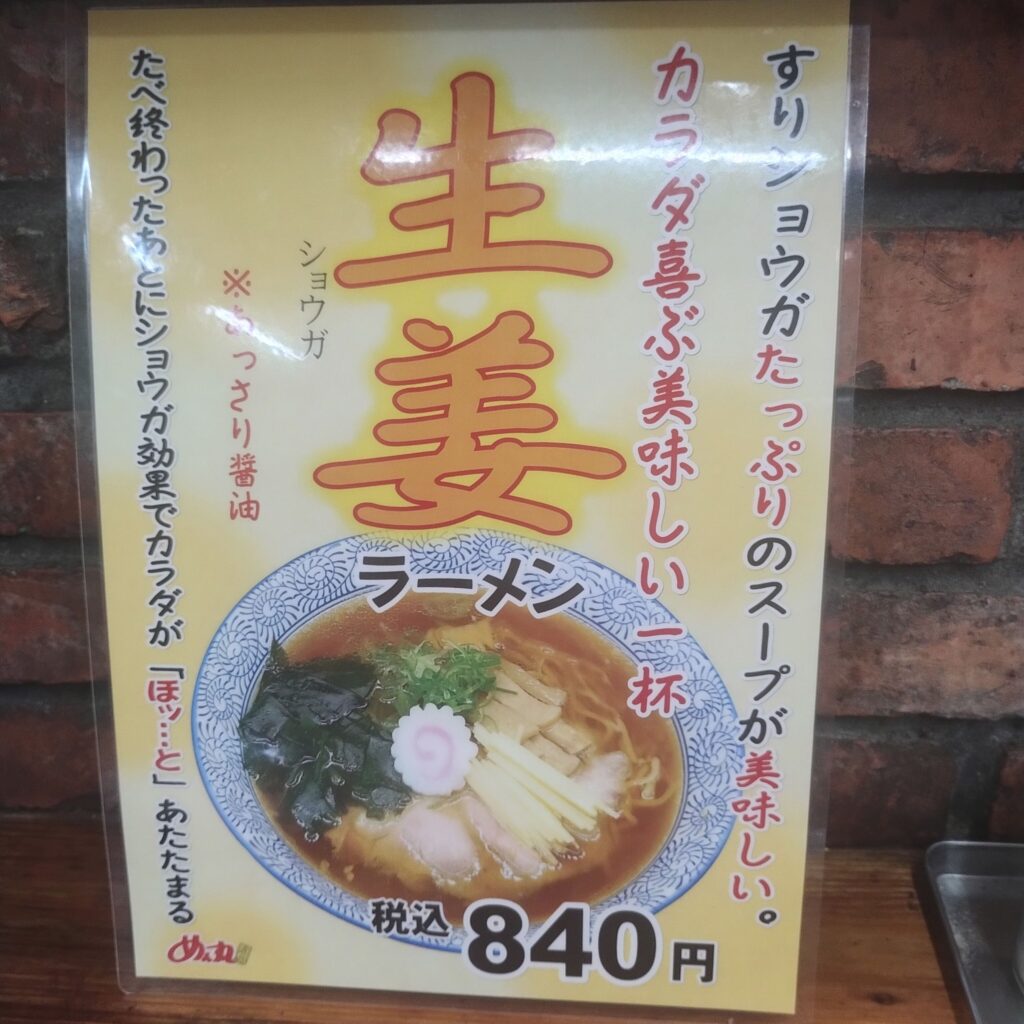 すりショウガたっぷりのスープが美味しい。
カラダ喜ぶ美味しい一杯
生姜
ショウガ
ラーメン
※あっさり醤油
たべ終わったあとにショウガ効果でカラダが「ほッ…と」あたたまる
税込840円
めん丸